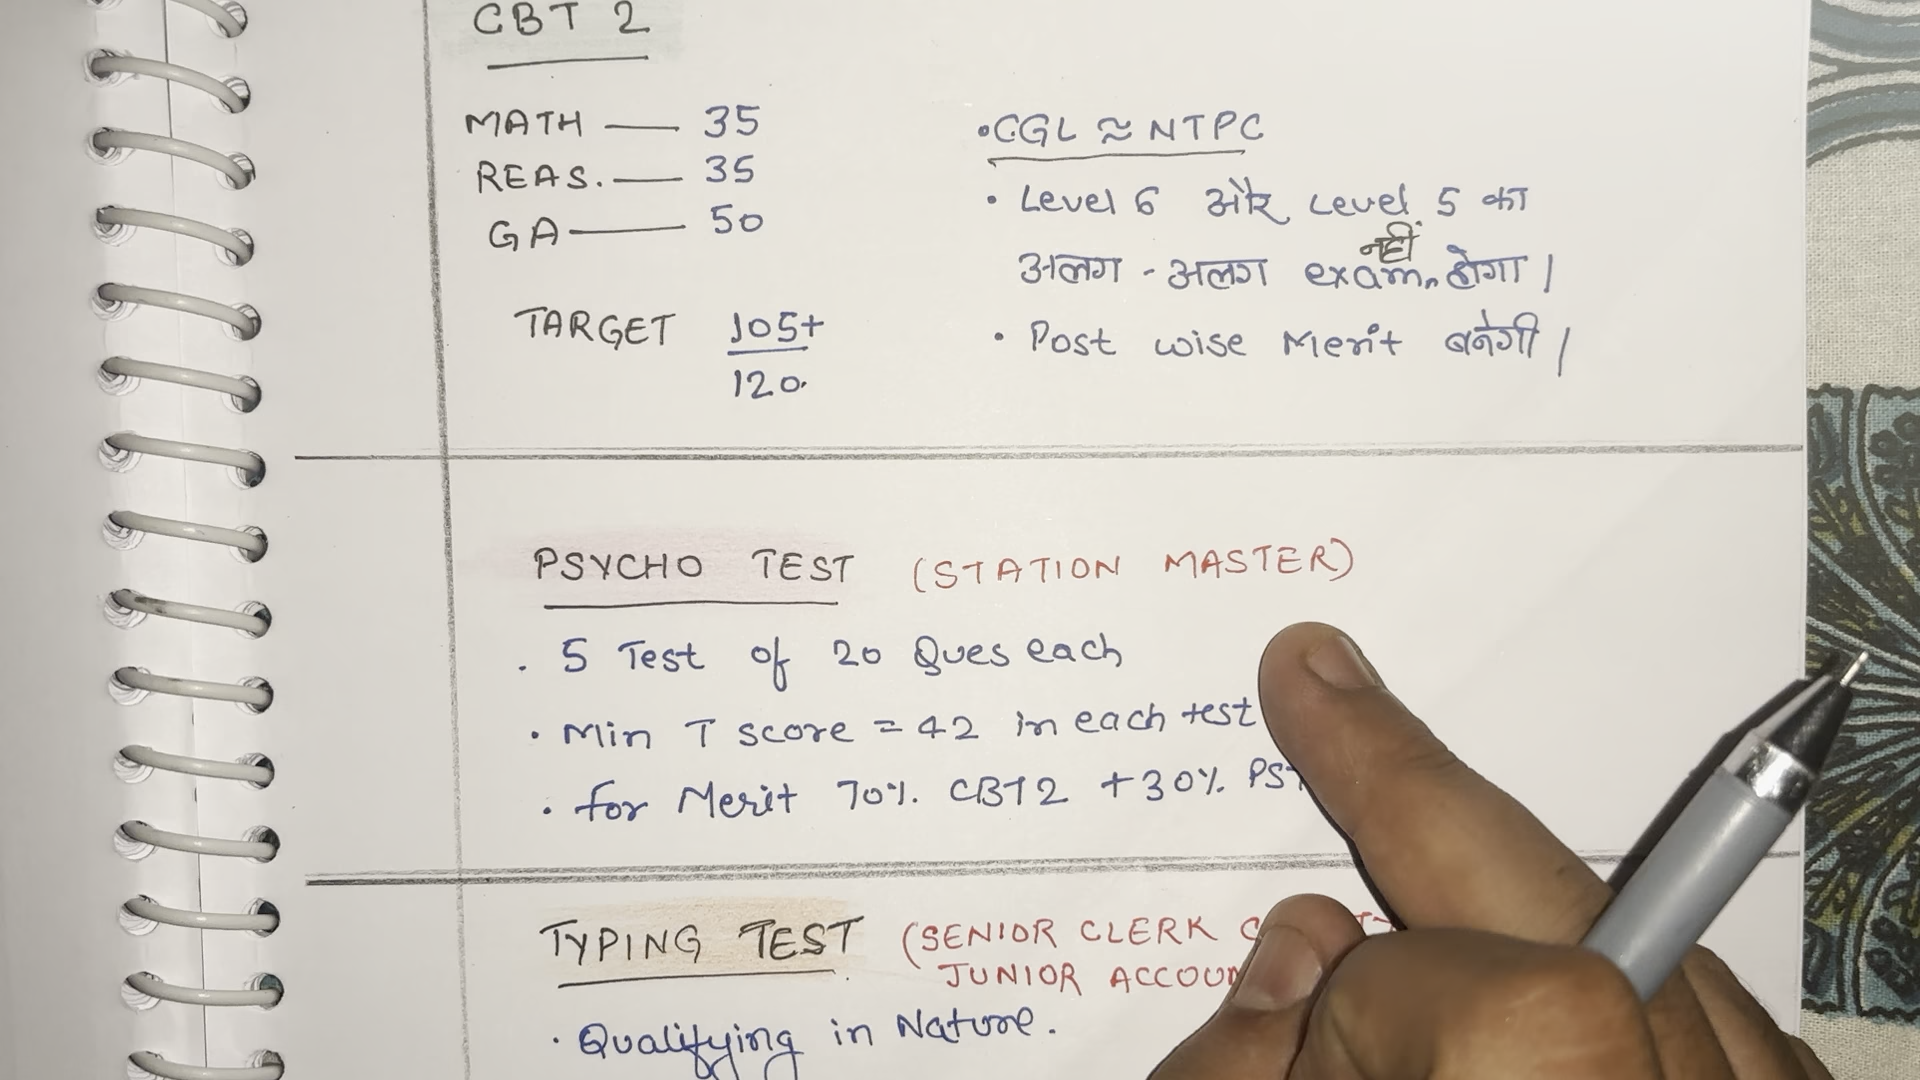 CBT 2
MATH — 35
REAS. — 35
GA — 50
TARGET 105+
120
• CGL ≈ NTPC
• Level 6 और Level 5 का
नहीं
अलग - अलग exam होगा।
• Post wise Merit बनेगी।
PSYCHO TEST (STATION MASTER)
• 5 Test of 20 Ques each
• Min T score = 42 in each test
• for Merit 70% CBT2 + 30%
TYPING TEST (SENIOR CLERK
JUNIOR
• Qualifying in Nature.